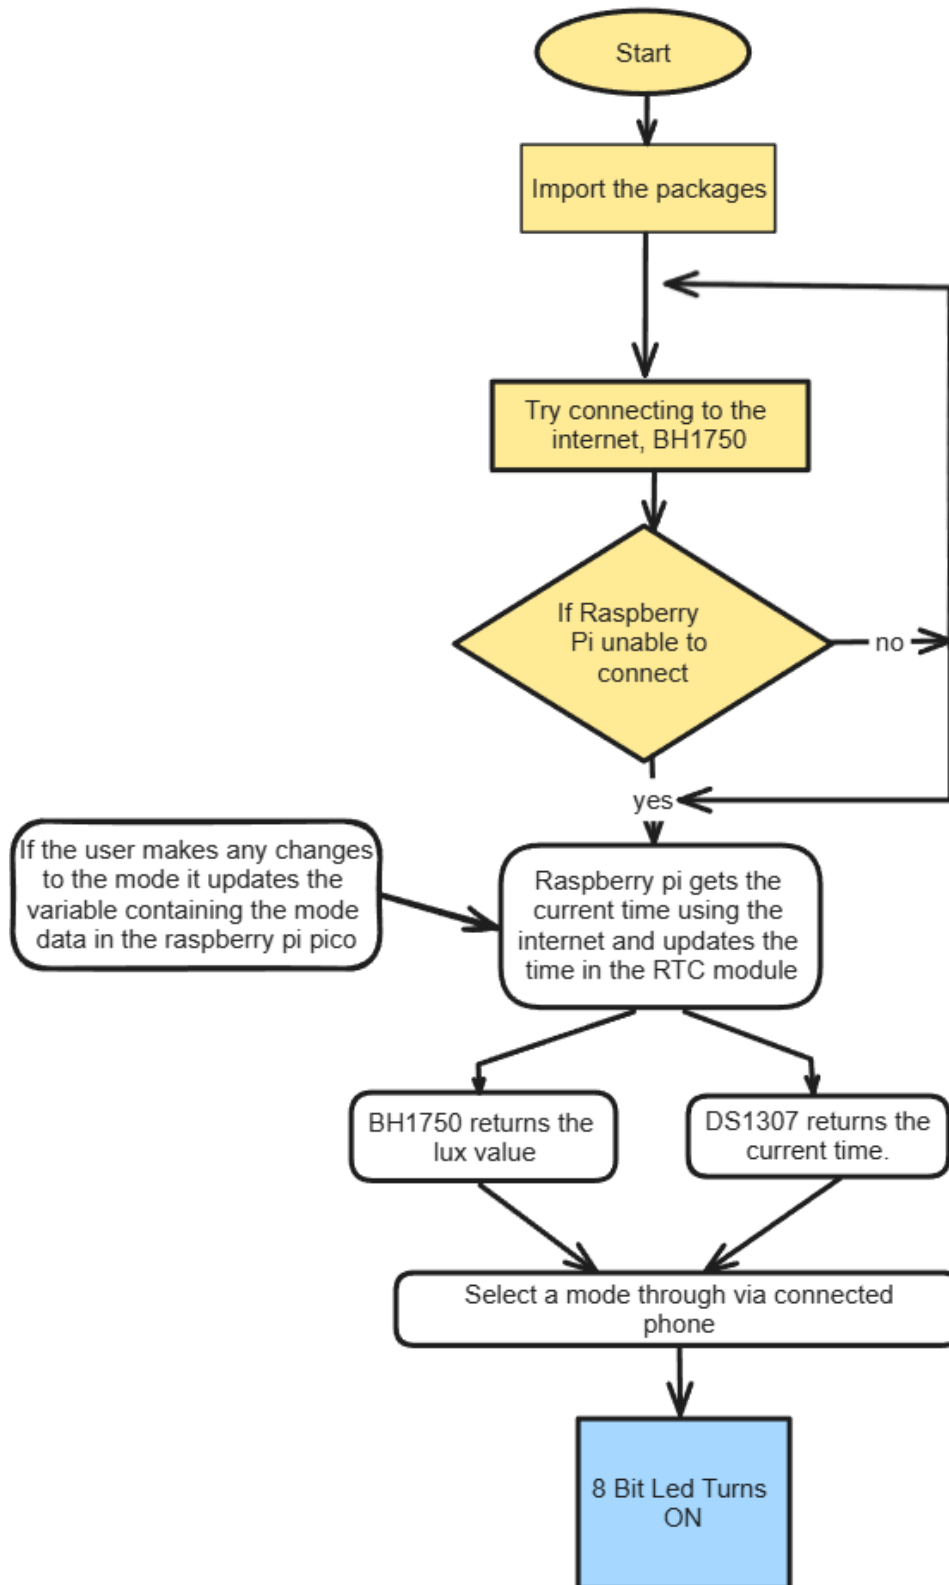 Start
Import the packages
Try connecting to the
internet, BH1750
If Raspberry
Pi unable to
connect
no
yes
If the user makes any changes
to the mode it updates the
variable containing the mode
data in the raspberry pi pico
Raspberry pi gets the
current time using the
internet and updates the
time in the RTC module
BH1750 returns the
lux value
DS1307 returns the
current time.
Select a mode through via connected
phone
8 Bit Led Turns
ON